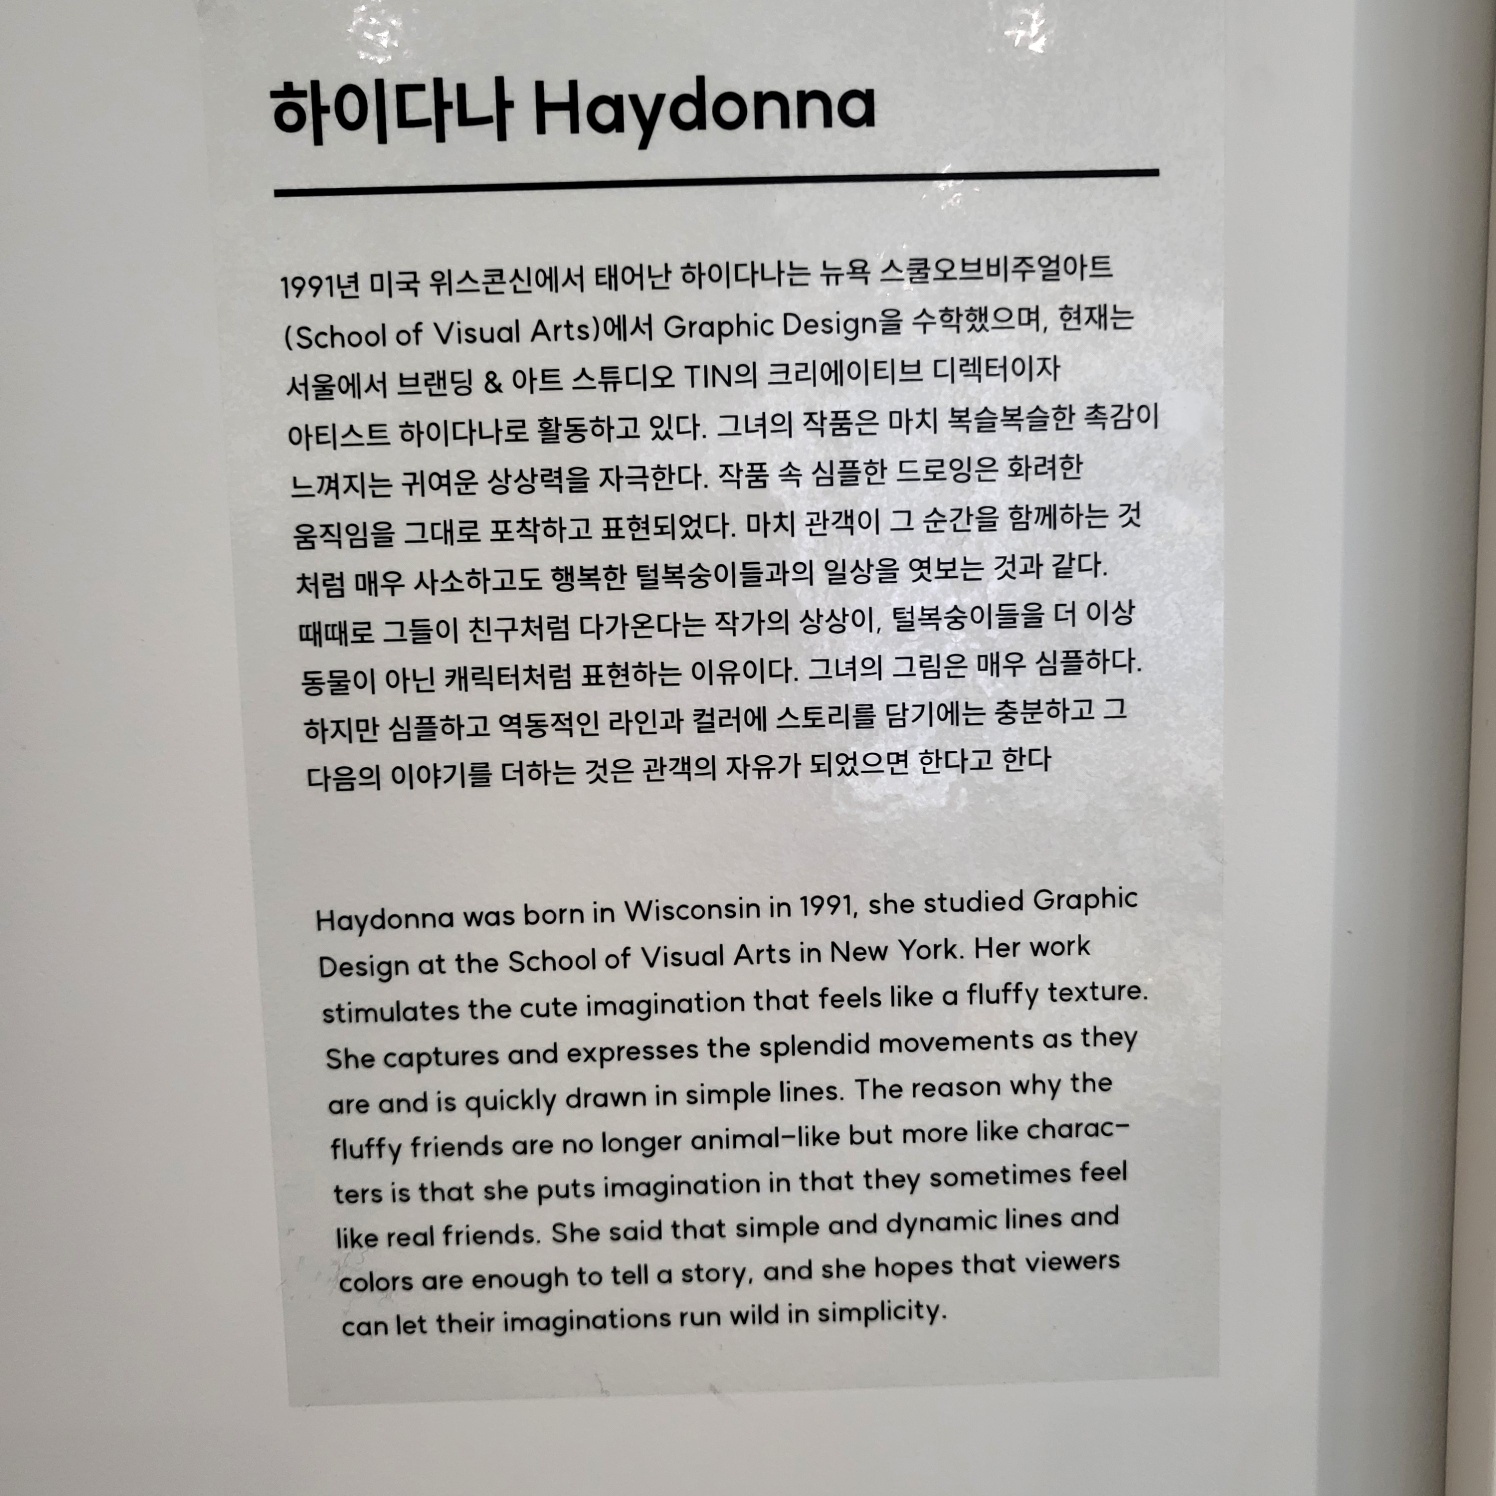 하이다나 Haydonna
1991년 미국 위스콘신에서 태어난 하이다나는 뉴욕 스쿨오브비주얼아트
(School of Visual Arts)에서 Graphic Design을 수학했으며, 현재는
서울에서 브랜딩 & 아트 스튜디오 TIN의 크리에이티브 디렉터이자
아티스트 하이다나로 활동하고 있다. 그녀의 작품은 마치 복슬복슬한 촉감이
느껴지는 귀여운 상상력을 자극한다. 작품 속 심플한 드로잉은 화려한
움직임을 그대로 포착하고 표현되었다. 마치 관객이 그 순간을 함께하는 것
처럼 매우 사소하고도 행복한 털복숭이들과의 일상을 엿보는 것과 같다.
때때로 그들이 친구처럼 다가온다는 작가의 상상이, 털복숭이들을 더 이상
동물이 아닌 캐릭터처럼 표현하는 이유이다. 그녀의 그림은 매우 심플하다.
하지만 심플하고 역동적인 라인과 컬러에 스토리를 담기에는 충분하고 그
다음의 이야기를 더하는 것은 관객의 자유가 되었으면 한다고 한다
Haydonna was born in Wisconsin in 1991, she studied Graphic
Design at the School of Visual Arts in New York. Her work
stimulates the cute imagination that feels like a fluffy texture.
She captures and expresses the splendid movements as they
are and is quickly drawn in simple lines. The reason why the
fluffy friends are no longer animal-like but more like charac-
ters is that she puts imagination in that they sometimes feel
like real friends. She said that simple and dynamic lines and
colors are enough to tell a story, and she hopes that viewers
can let their imaginations run wild in simplicity.